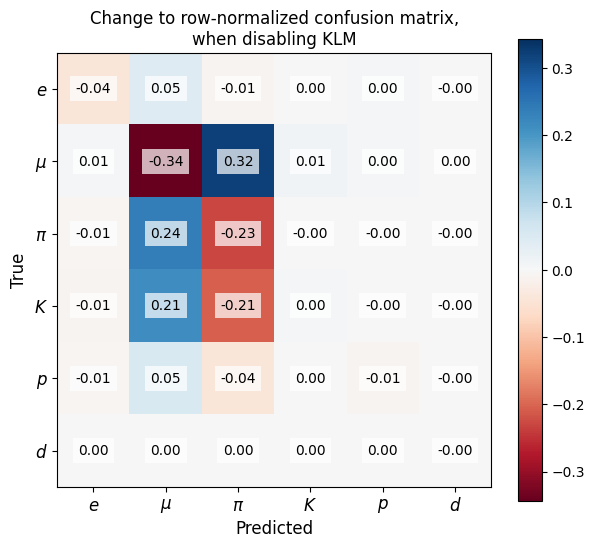 Change to row-normalized confusion matrix,
when disabling KLM
e -0.04 0.05 -0.01 0.00 0.00 -0.00
μ 0.01 -0.34 0.32 0.01 0.00 0.00
π -0.01 0.24 -0.23 -0.00 -0.00 -0.00
K -0.01 0.21 -0.21 0.00 -0.00 -0.00
p -0.01 0.05 -0.04 0.00 -0.01 -0.00
d 0.00 0.00 0.00 0.00 0.00 -0.00
e μ π K p d
True
Predicted
0.3
0.2
0.1
0.0
−0.1
−0.2
−0.3